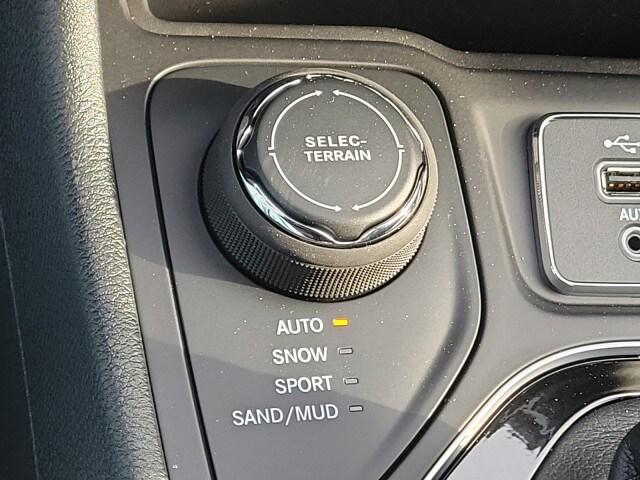 SELEC-
TERRAIN
AUTO
SNOW
SPORT
SAND/MUD